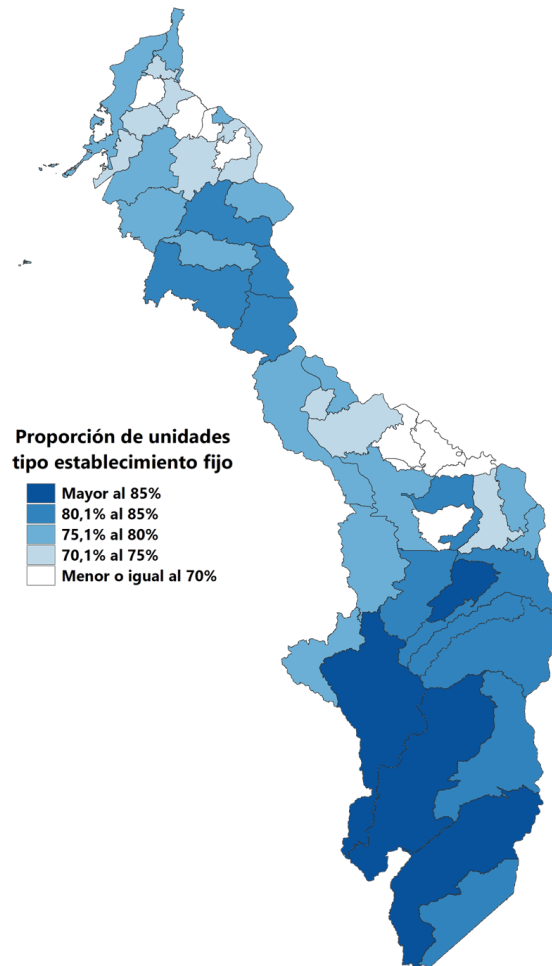 Proporción de unidades
tipo establecimiento fijo
Mayor al 85%
80,1% al 85%
75,1% al 80%
70,1% al 75%
Menor o igual al 70%